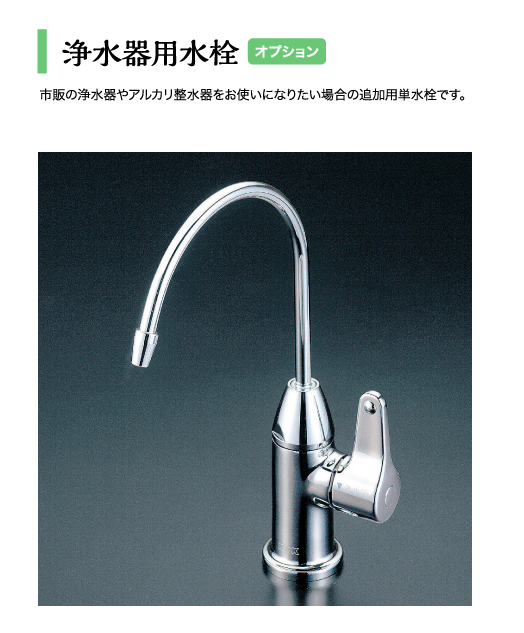 浄水器用水栓 オプション
市販の浄水器やアルカリ整水器をお使いになりたい場合の追加用単水栓です。